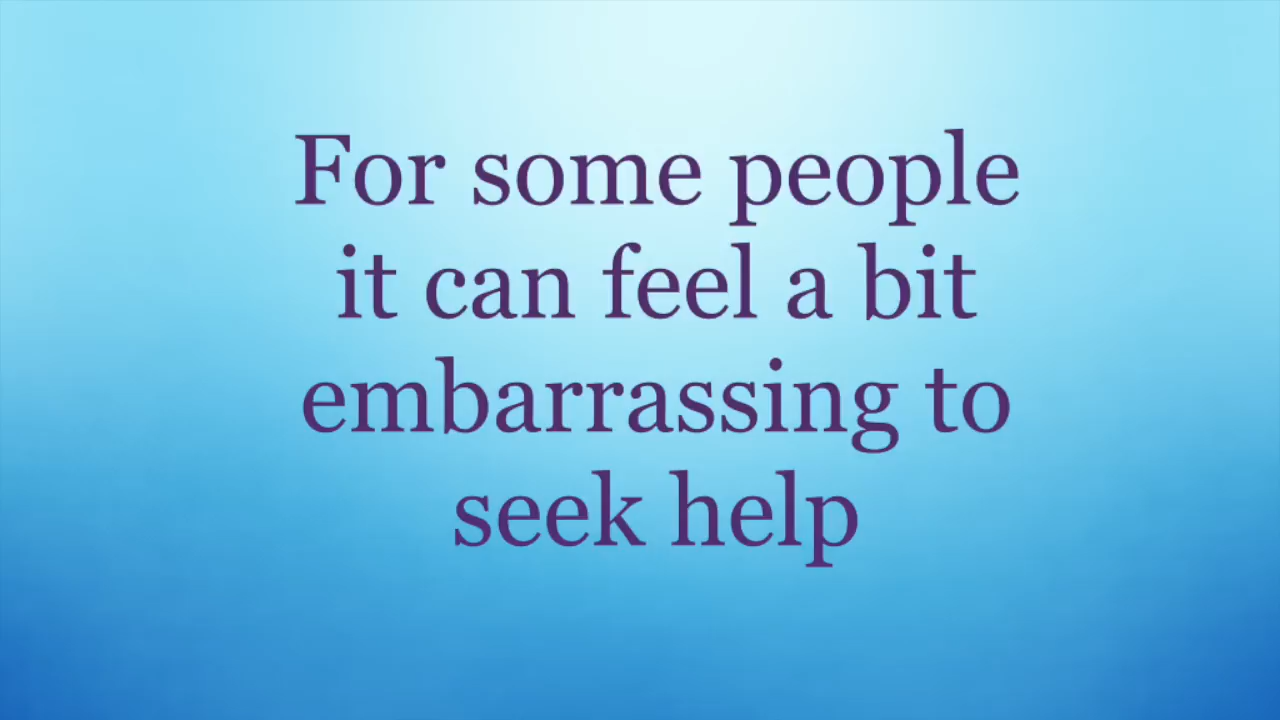 For some people
it can feel a bit
embarrassing to
seek help